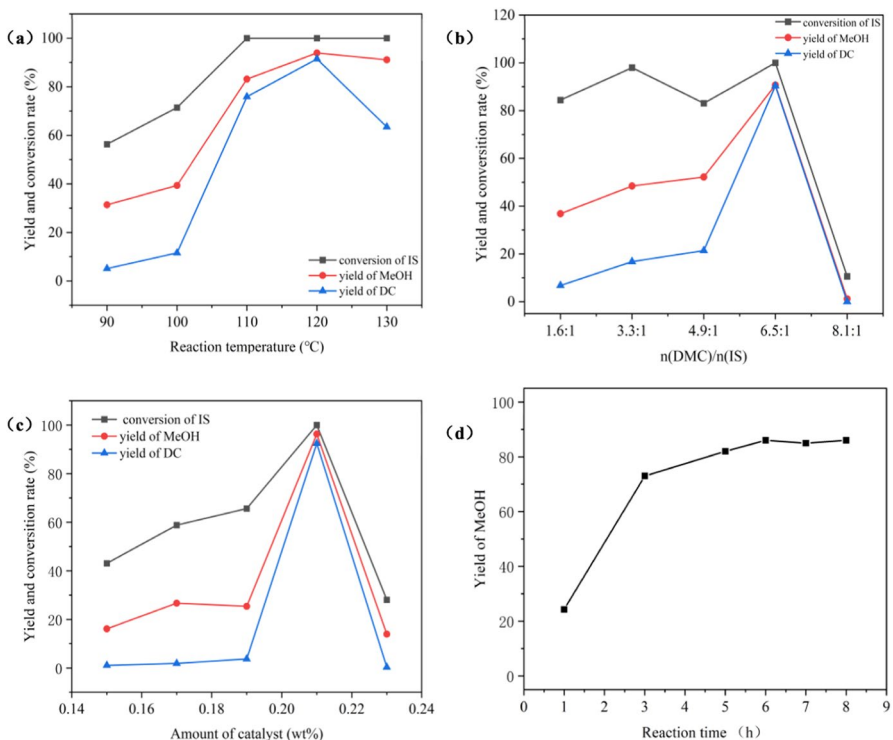 (a)
Yield and conversition rate (%)
100
80
60
40
20
0
conversion of IS
yield of MeOH
yield of DC
90 100 110 120 130
Reaction temperature (°C)
(b)
Yield and conversition rate (%)
120
100
80
60
40
20
0
conversition of IS
yield of MeOH
yield of DC
1.6:1 3.3:1 4.9:1 6.5:1 8.1:1
n(DMC)/n(IS)
(c)
Yield and conversition rate (%)
100
80
60
40
20
0
conversion of IS
yield of MeOH
yield of DC
0.14 0.16 0.18 0.20 0.22 0.24
Amount of catalyst (wt%)
(d)
Yield of MeOH
100
80
60
40
20
0
0 1 2 3 4 5 6 7 8 9
Reaction time (h)